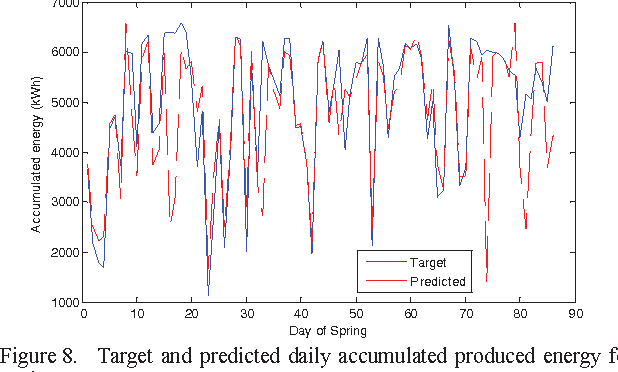 7000
6000
5000
4000
3000
2000
1000
Accumulated energy (kWh)
Target
Predicted
0 10 20 30 40 50 60 70 80 90
Day of Spring
Figure 8. Target and predicted daily accumulated produced energy f